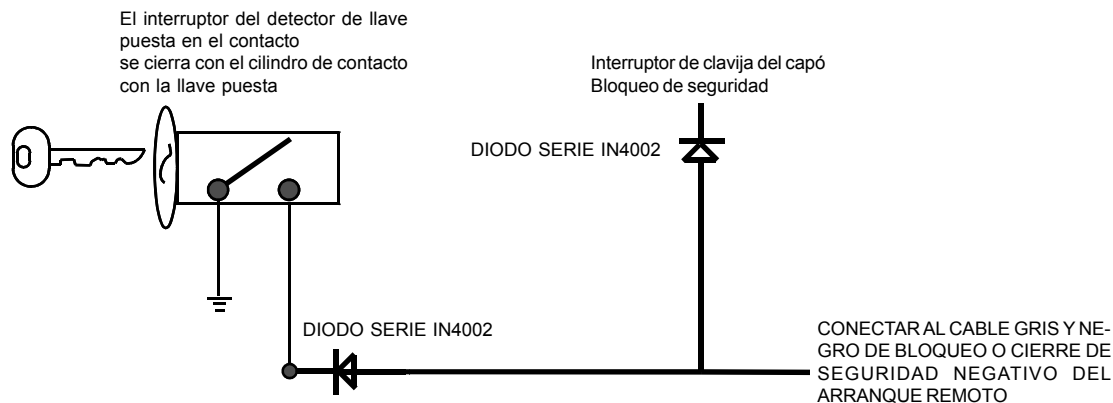 El interruptor del detector de llave
puesta en el contacto
se cierra con el cilindro de contacto
con la llave puesta
Interruptor de clavija del capó
Bloqueo de seguridad
DIODO SERIE IN4002
DIODO SERIE IN4002
CONECTAR AL CABLE GRIS Y NE-
GRO DE BLOQUEO O CIERRE DE
SEGURIDAD NEGATIVO DEL
ARRANQUE REMOTO